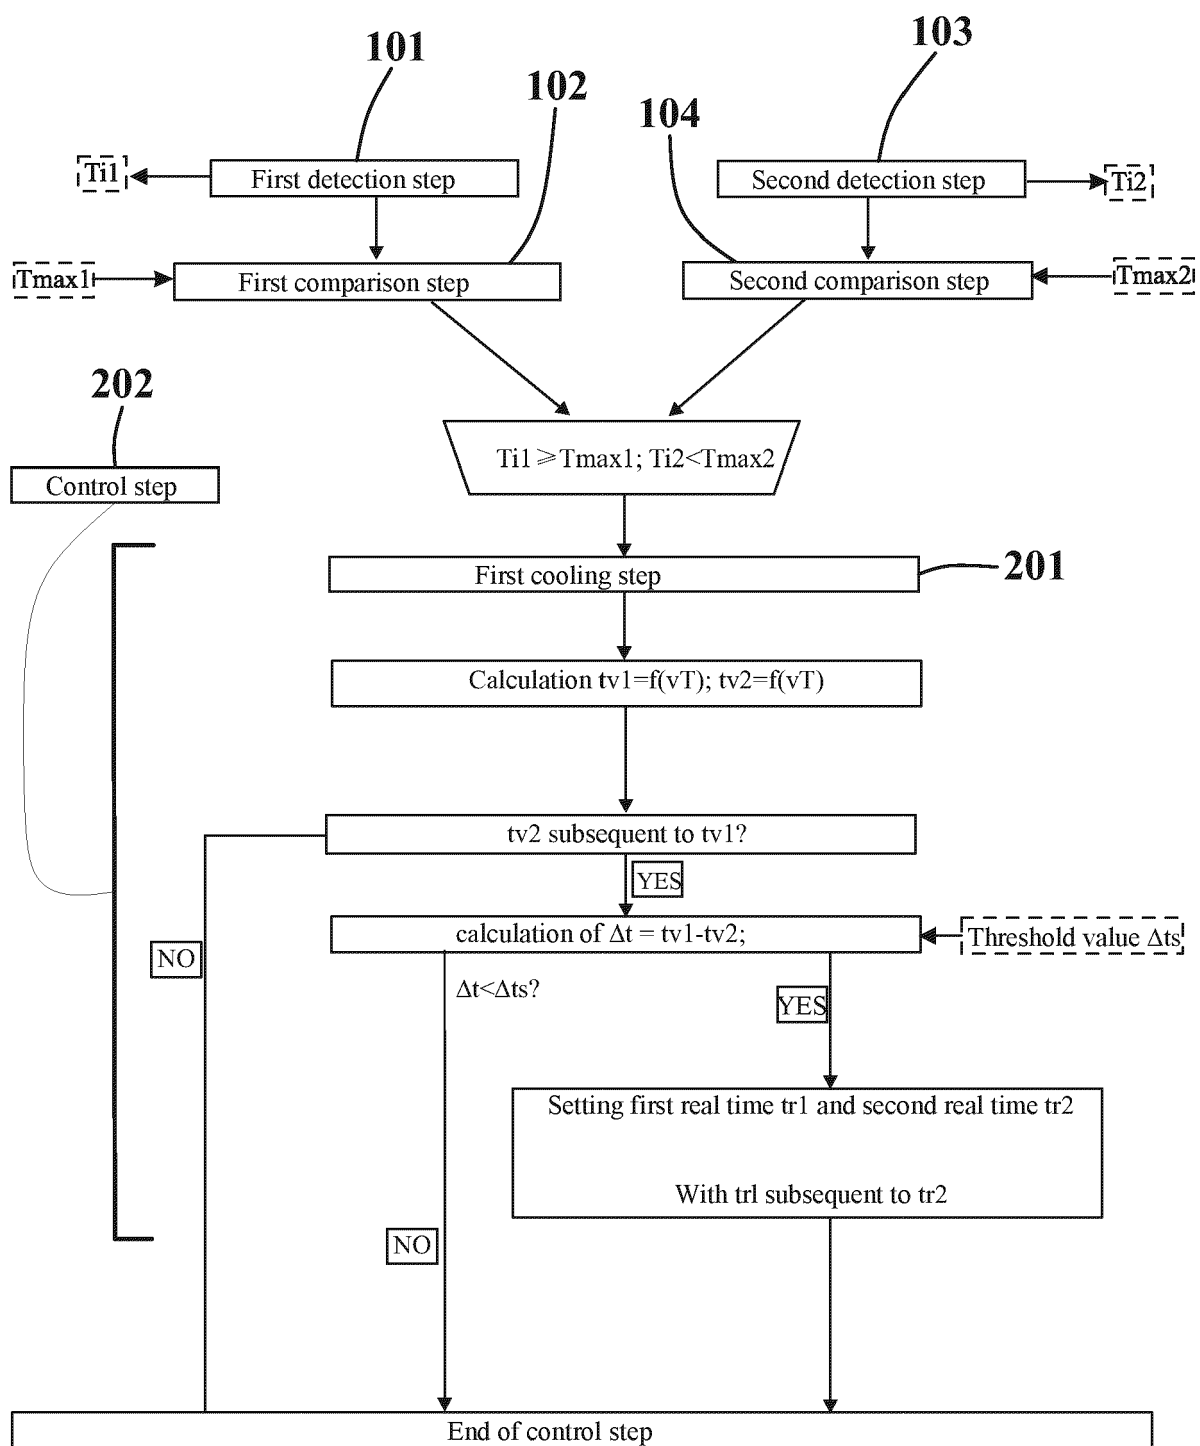 101
103
102
104
Ti1
First detection step
Second detection step
Ti2
Tmax1
First comparison step
Second comparison step
Tmax2
202
Ti1⩾Tmax1; Ti2<Tmax2
Control step
First cooling step
201
Calculation tv1=f(vT); tv2=f(vT)
tv2 subsequent to tv1?
YES
calculation of Δt = tv1-tv2;
Threshold value Δts
NO
Δt<Δts?
YES
Setting first real time tr1 and second real time tr2
With trl subsequent to tr2
NO
End of control step